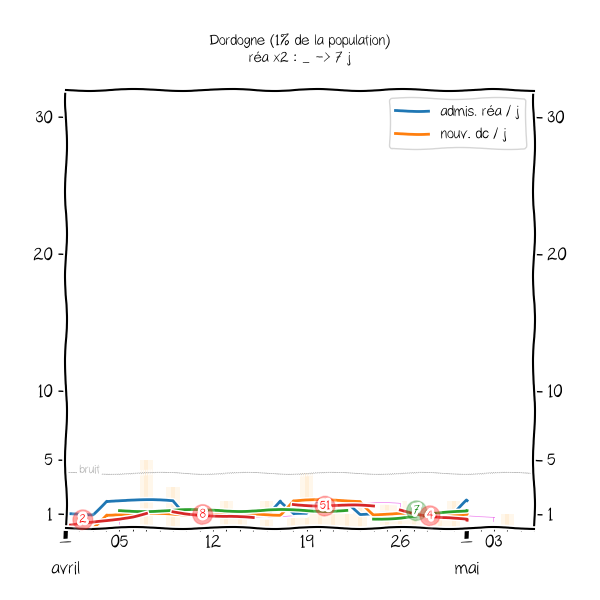 Dordogne (1% de la population)
réa x2 : _ -> 7 j
admis. réa / j
nouv. dc / j
30
30
20
20
10
10
5
5
bruit
1
1
2
8
51
7
4
05
12
19
26
03
avril
mai